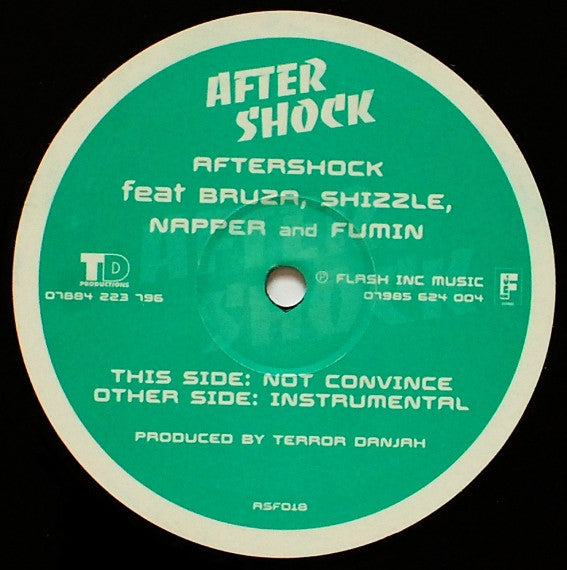 AFTER
SHOCK
AFTERSHOCK
feat BRUZA, SHIZZLE,
NAPPER and FUMIN
TD
PRODUCTIONS
07884 223 796
℗ FLASH INC MUSIC
07985 624 004
F
THIS SIDE: NOT CONVINCE
OTHER SIDE: INSTRUMENTAL
PRODUCED BY TERROR DANJAH
ASF018